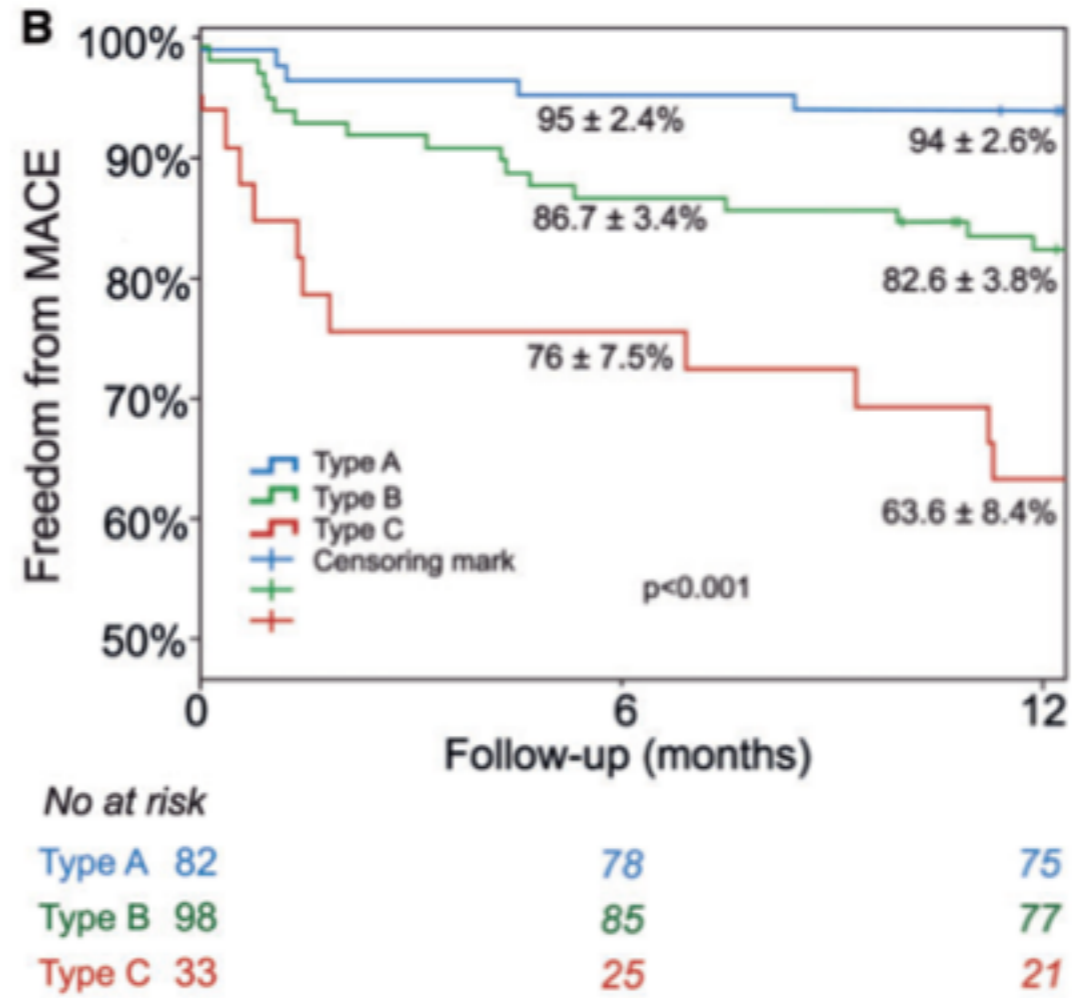 B
100%
90%
80%
70%
60%
50%
Freedom from MACE
95 ± 2.4%
94 ± 2.6%
86.7 ± 3.4%
82.6 ± 3.8%
76 ± 7.5%
63.6 ± 8.4%
Type A
Type B
Type C
Censoring mark
p<0.001
0 6 12
Follow-up (months)
No at risk
Type A 82 78 75
Type B 98 85 77
Type C 33 25 21